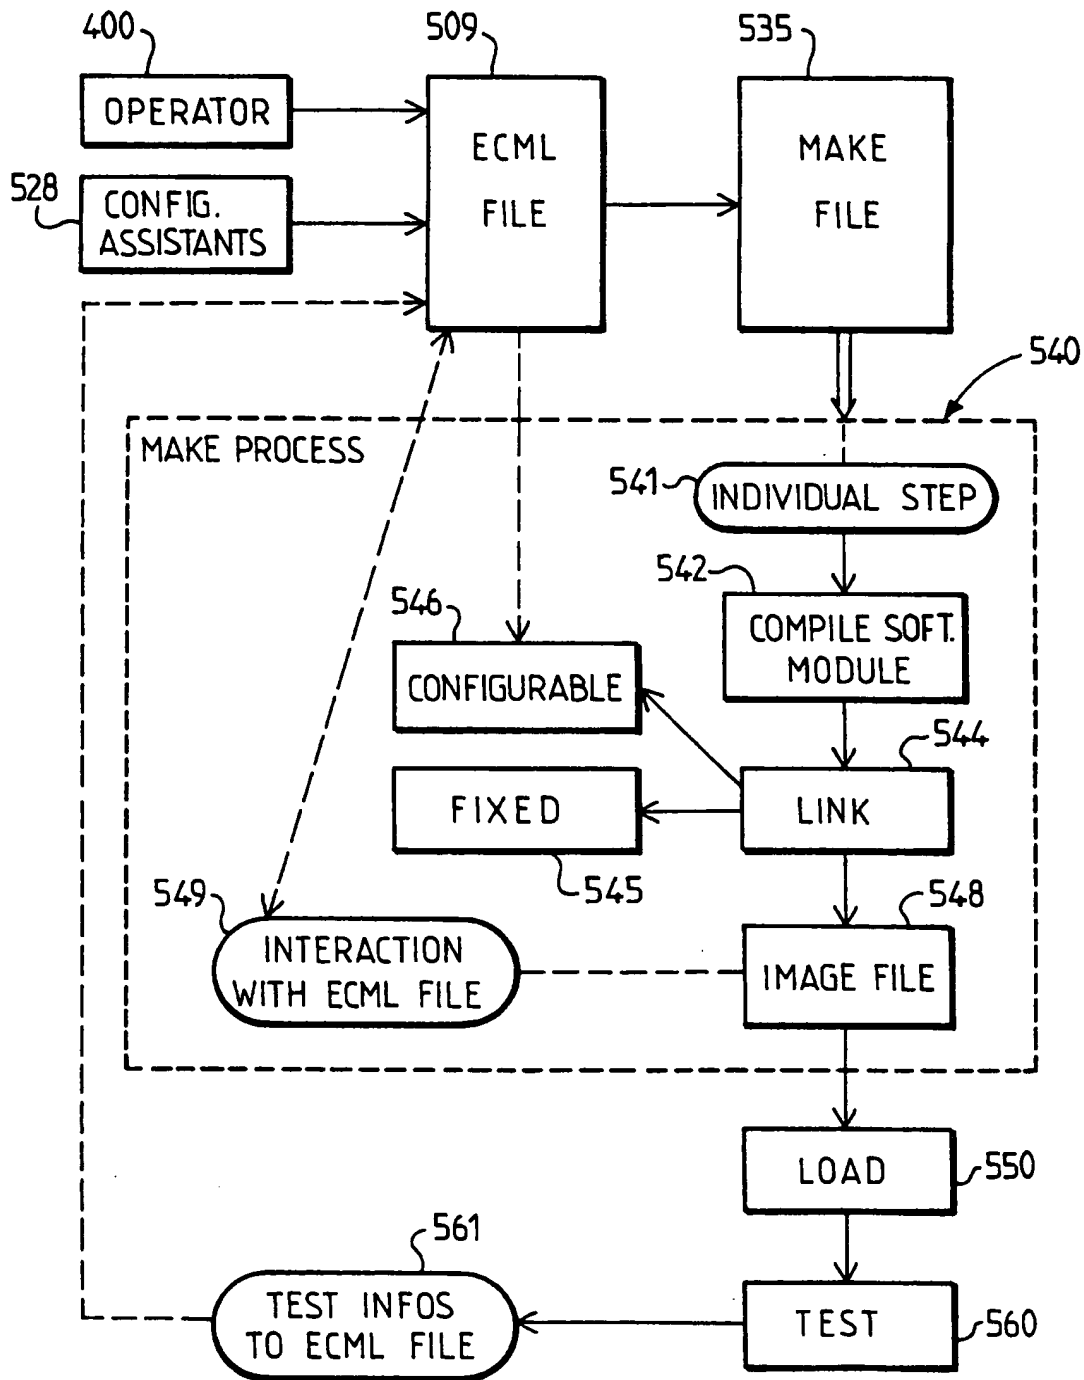 400
509
535
OPERATOR
ECML
FILE
MAKE
FILE
528
CONFIG.
ASSISTANTS
540
MAKE PROCESS
541
INDIVIDUAL STEP
542
COMPILE SOFT.
MODULE
546
CONFIGURABLE
544
LINK
FIXED
545
549
INTERACTION
WITH ECML FILE
548
IMAGE FILE
LOAD
550
561
TEST INFOS
TO ECML FILE
TEST
560